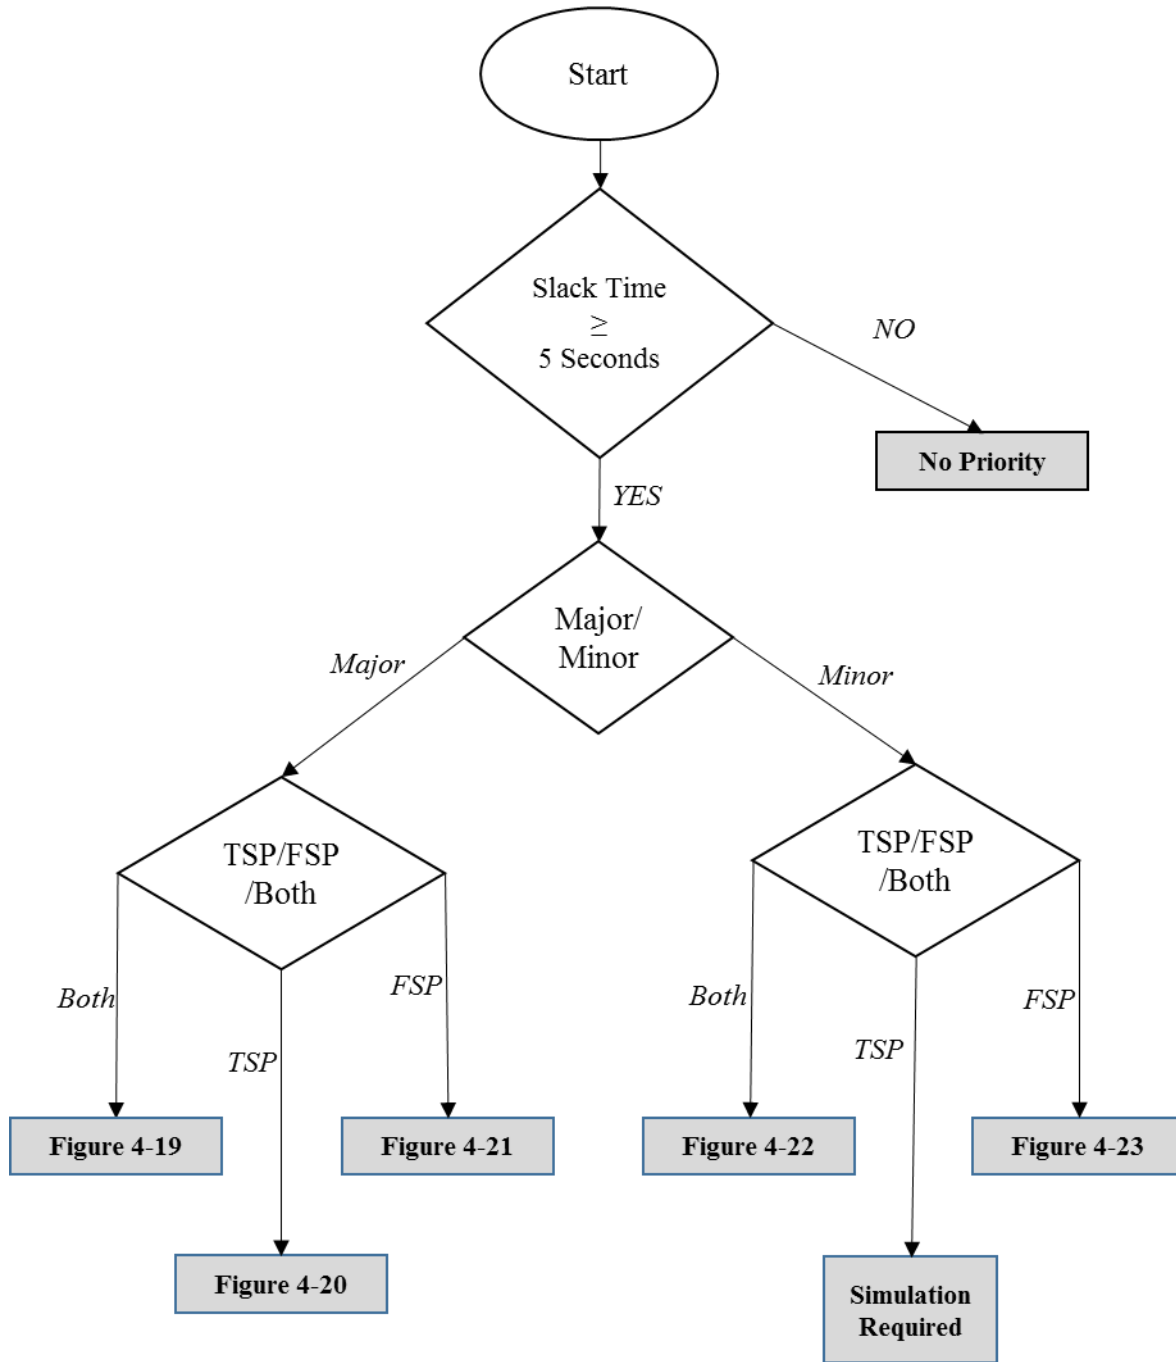 Start
Slack Time
≥
5 Seconds
NO
No Priority
YES
Major/
Minor
Major
Minor
TSP/FSP
/Both
TSP/FSP
/Both
Both
TSP
FSP
Both
TSP
FSP
Figure 4-19
Figure 4-21
Figure 4-22
Figure 4-23
Figure 4-20
Simulation
Required